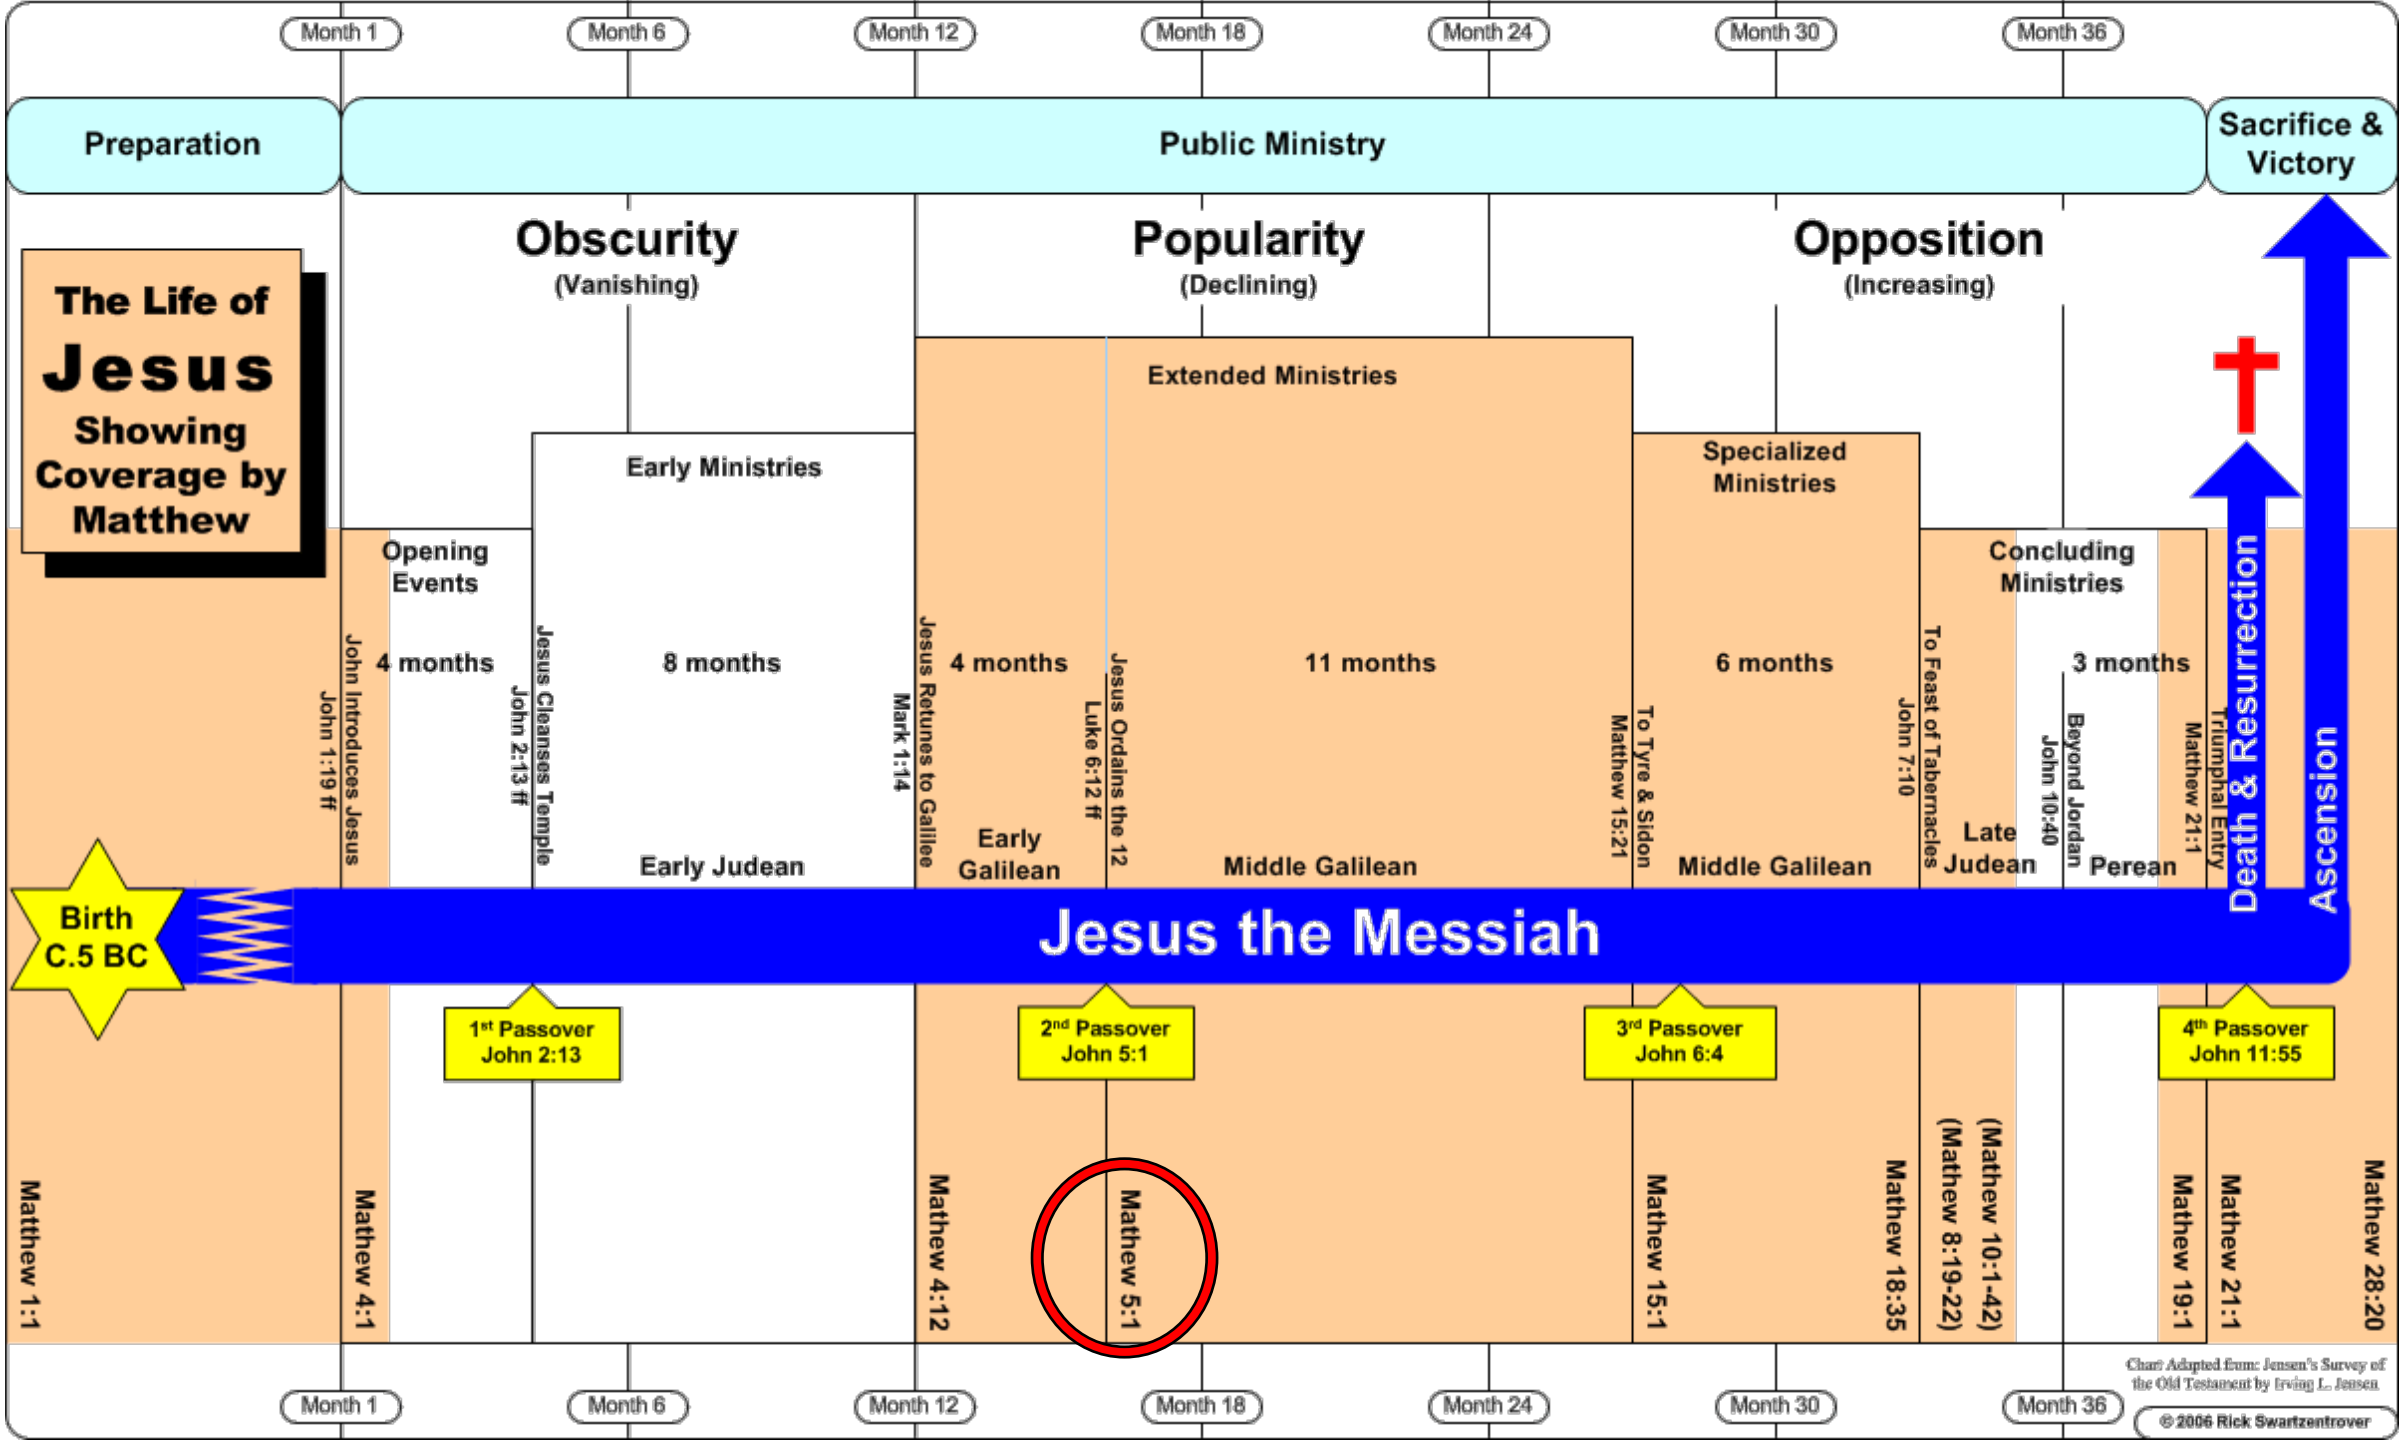 Month 1
Month 6
Month 12
Month 18
Month 24
Month 30
Month 36
Preparation
Public Ministry
Sacrifice &
Victory
Obscurity
(Vanishing)
Popularity
(Declining)
Opposition
(Increasing)
The Life of
Jesus
Showing
Coverage by
Matthew
Extended Ministries
Early Ministries
Specialized
Ministries
Opening
Events
Concluding
Ministries
4 months
8 months
4 months
11 months
6 months
3 months
John Introduces Jesus
John 1:19 ff
Jesus Cleanses Temple
John 2:13 ff
Jesus Retunes to Galilee
Mark 1:14
Jesus Ordains the 12
Luke 6:12 ff
To Tyre & Sidon
Matthew 15:21
To Feast of Tabernacles
John 7:10
Beyond Jordan
John 10:40
Triumphal Entry
Matthew 21:1
Death & Resurrection
Ascension
Early Judean
Early
Galilean
Middle Galilean
Middle Galilean
Late
Judean
Perean
Birth
C.5 BC
Jesus the Messiah
1st Passover
John 2:13
2nd Passover
John 5:1
3rd Passover
John 6:4
4th Passover
John 11:55
Matthew 1:1
Mathew 4:1
Mathew 4:12
Mathew 5:1
Mathew 15:1
Mathew 18:35
(Mathew 8:19-22)
(Mathew 10:1-42)
Mathew 19:1
Mathew 21:1
Mathew 28:20
Chart Adapted from: Jensen's Survey of
the Old Testament by Irving L. Jensen
Month 1
Month 6
Month 12
Month 18
Month 24
Month 30
Month 36
© 2006 Rick Swartzentrover